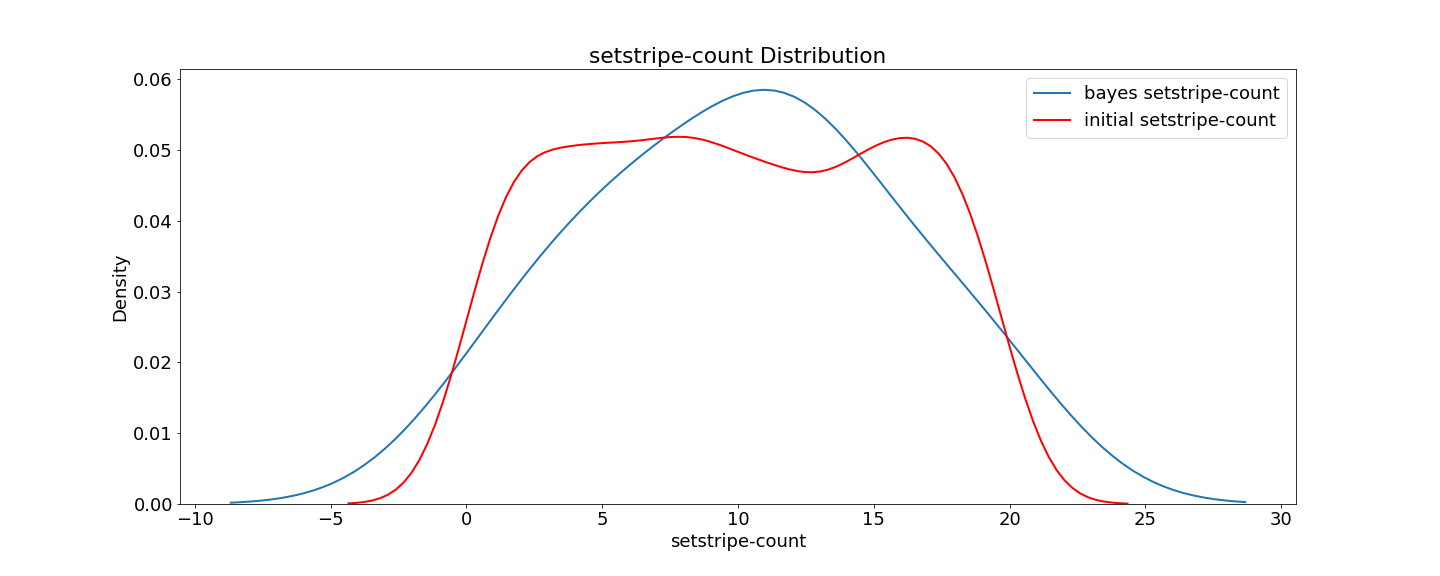 setstripe-count Distribution
bayes setstripe-count
initial setstripe-count
Density
0.06
0.05
0.04
0.03
0.02
0.01
0.00
−10 −5 0 5 10 15 20 25 30
setstripe-count